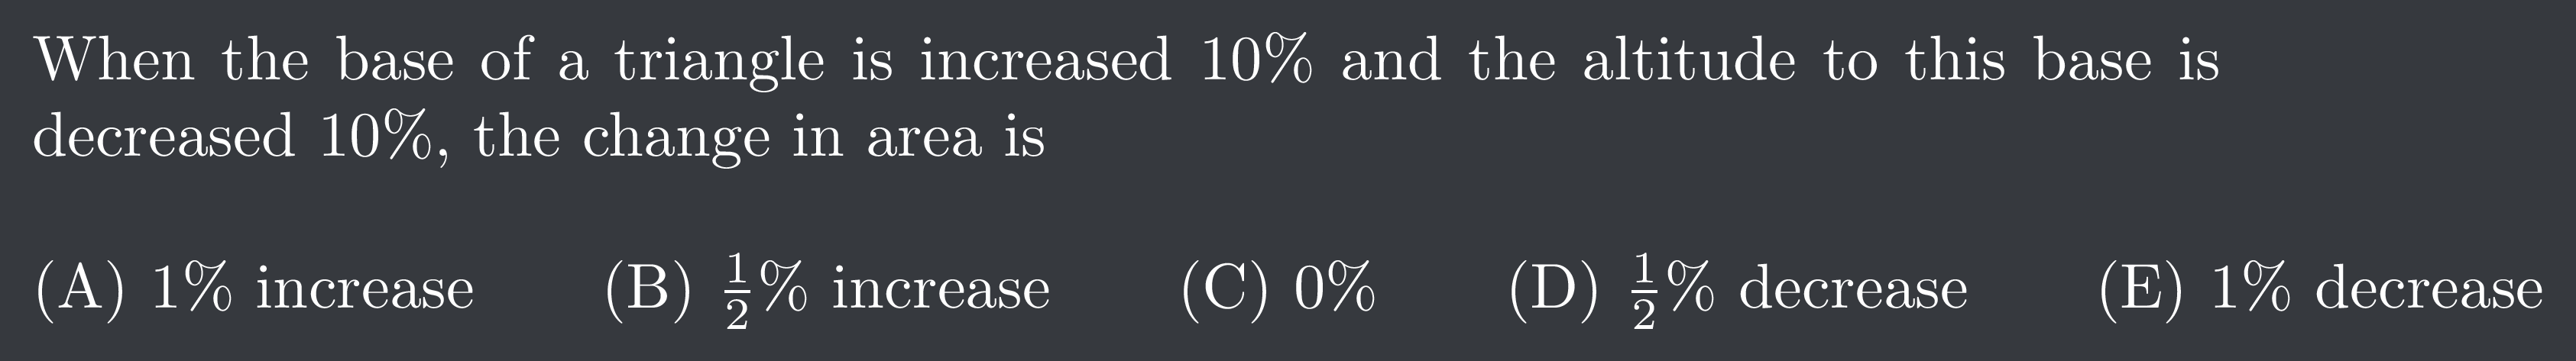 When the base of a triangle is increased 10% and the altitude to this base is
decreased 10%, the change in area is
(A) 1% increase (B) $\frac{1}{2}$% increase (C) 0% (D) $\frac{1}{2}$% decrease (E) 1% decrease